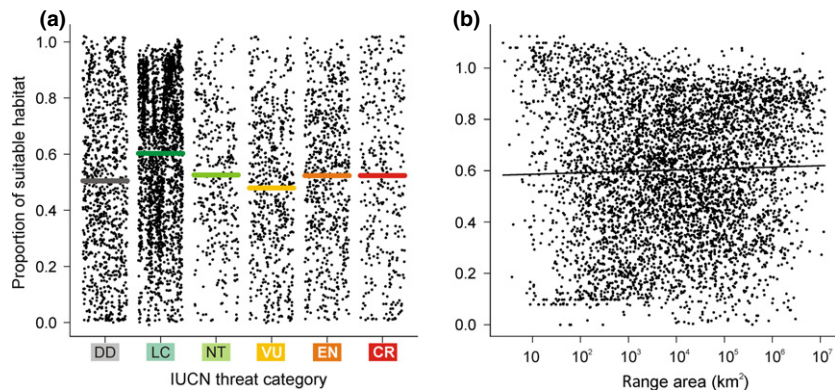 (a)
(b)
Proportion of suitable habitat
1.0
0.8
0.6
0.4
0.2
0.0
DD LC NT VU EN CR
IUCN threat category
1.0
0.8
0.6
0.4
0.2
0.0
10 10² 10³ 10⁴ 10⁵ 10⁶ 10⁷
Range area (km²)